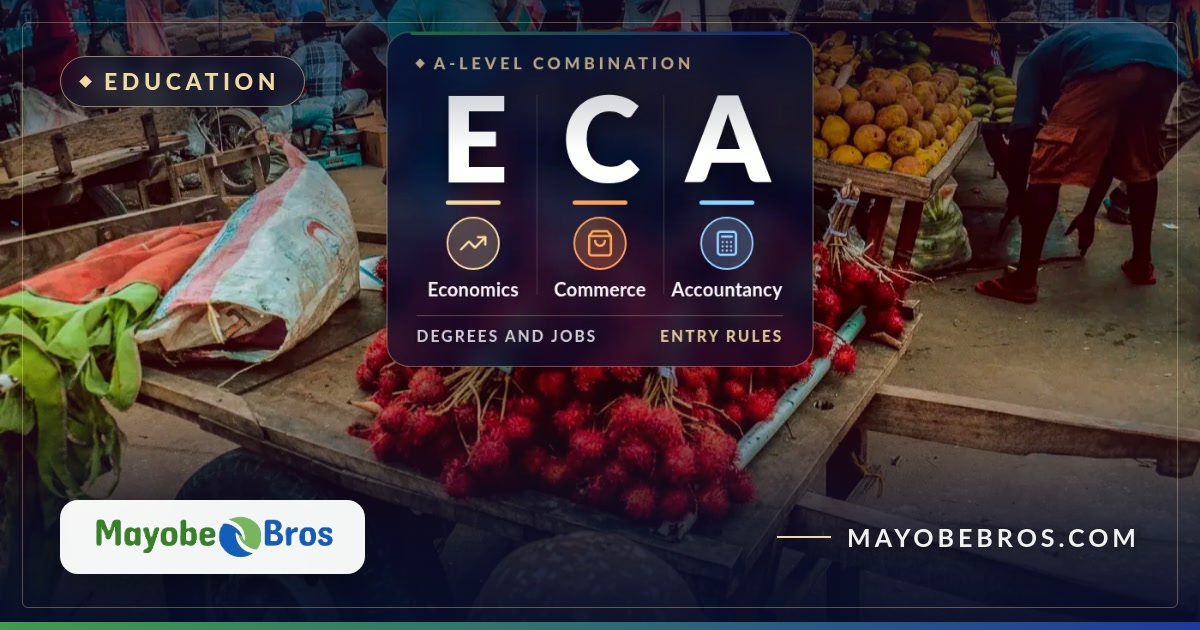 EDUCATION
A-LEVEL COMBINATION
E C A
Economics Commerce Accountancy
DEGREES AND JOBS ENTRY RULES
Mayobe Bros
MAYOBEBROS.COM